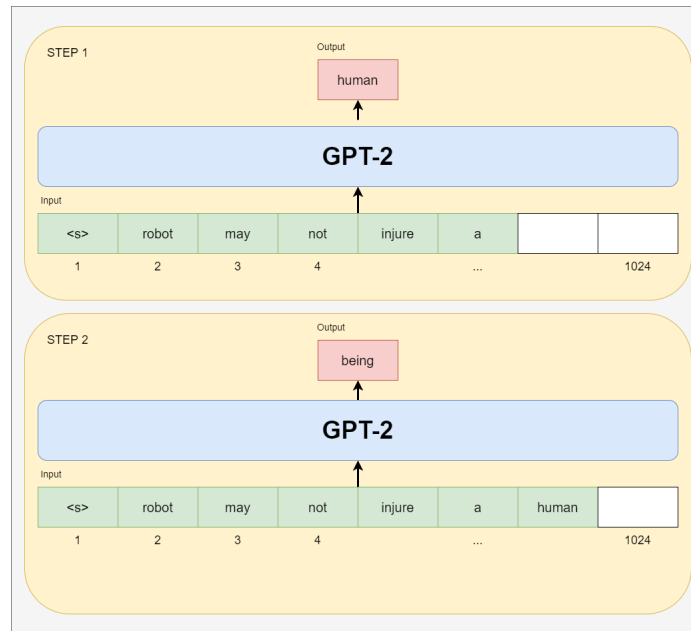 STEP 1
Output
human
GPT-2
Input
<s> robot may not injure a
1 2 3 4 ... 1024
STEP 2
Output
being
GPT-2
Input
<s> robot may not injure a human
1 2 3 4 ... 1024